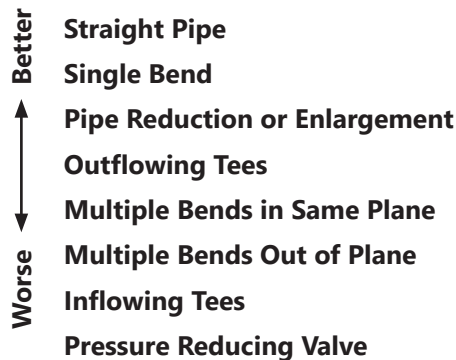 Better
Worse
Straight Pipe
Single Bend
Pipe Reduction or Enlargement
Outflowing Tees
Multiple Bends in Same Plane
Multiple Bends Out of Plane
Inflowing Tees
Pressure Reducing Valve